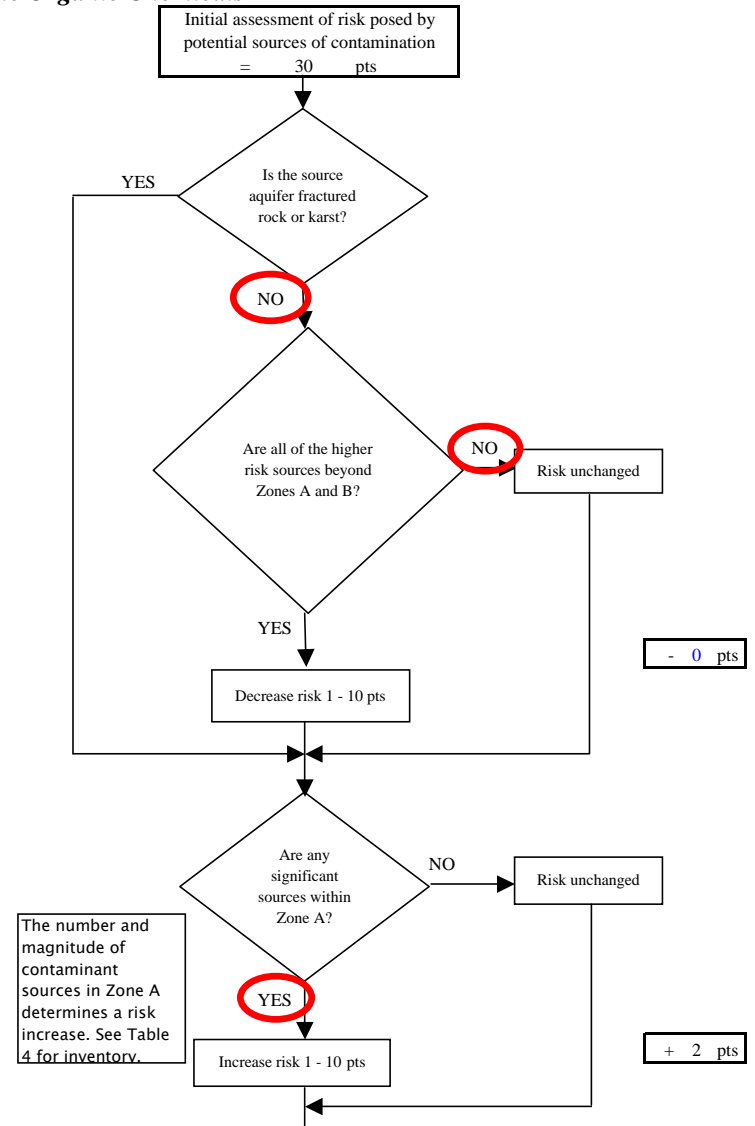 Initial assessment of risk posed by
potential sources of contamination
= 30 pts
YES
Is the source
aquifer fractured
rock or karst?
NO
Are all of the higher
risk sources beyond
Zones A and B?
NO
Risk unchanged
YES
- 0 pts
Decrease risk 1 - 10 pts
Are any
significant
sources within
Zone A?
NO
Risk unchanged
The number and
magnitude of
contaminant
sources in Zone A
determines a risk
increase. See Table
4 for inventory.
YES
Increase risk 1 - 10 pts
+ 2 pts